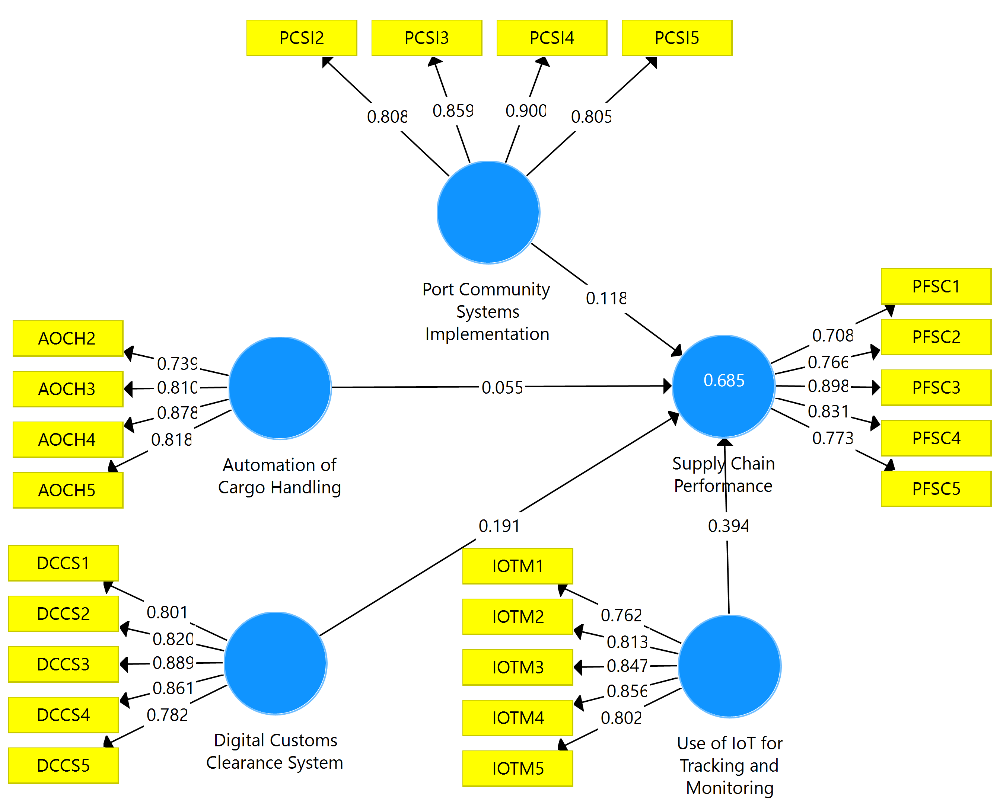 PCSI2
PCSI3
PCSI4
PCSI5
0.808
0.859
0.900
0.805
Port Community
Systems
Implementation
0.118
AOCH2
AOCH3
AOCH4
AOCH5
0.739
0.810
0.878
0.818
Automation of
Cargo Handling
0.055
0.685
Supply Chain
Performance
0.708
0.766
0.898
0.831
0.773
PFSC1
PFSC2
PFSC3
PFSC4
PFSC5
0.191
0.394
DCCS1
DCCS2
DCCS3
DCCS4
DCCS5
0.801
0.820
0.889
0.861
0.782
Digital Customs
Clearance System
IOTM1
IOTM2
IOTM3
IOTM4
IOTM5
0.762
0.813
0.847
0.856
0.802
Use of IoT for
Tracking and
Monitoring